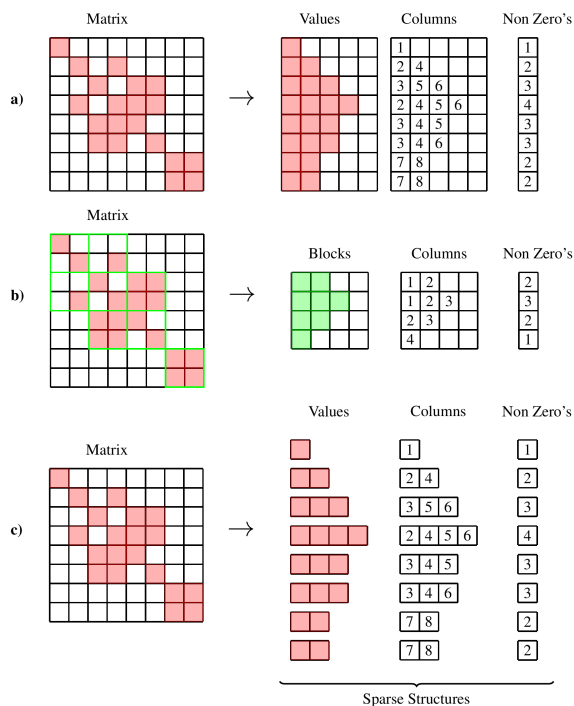 Matrix Values Columns Non Zero's
1 1
2 4 2
3 5 6 3
a) → 2 4 5 6 4
3 4 5 3
3 4 6 3
7 8 2
7 8 2
Matrix
Blocks Columns Non Zero's
1 2 2
b) → 1 2 3 3
2 3 2
4 1
Values Columns Non Zero's
Matrix
1 1
2 4 2
3 5 6 3
c) → 2 4 5 6 4
3 4 5 3
3 4 6 3
7 8 2
7 8 2
Sparse Structures